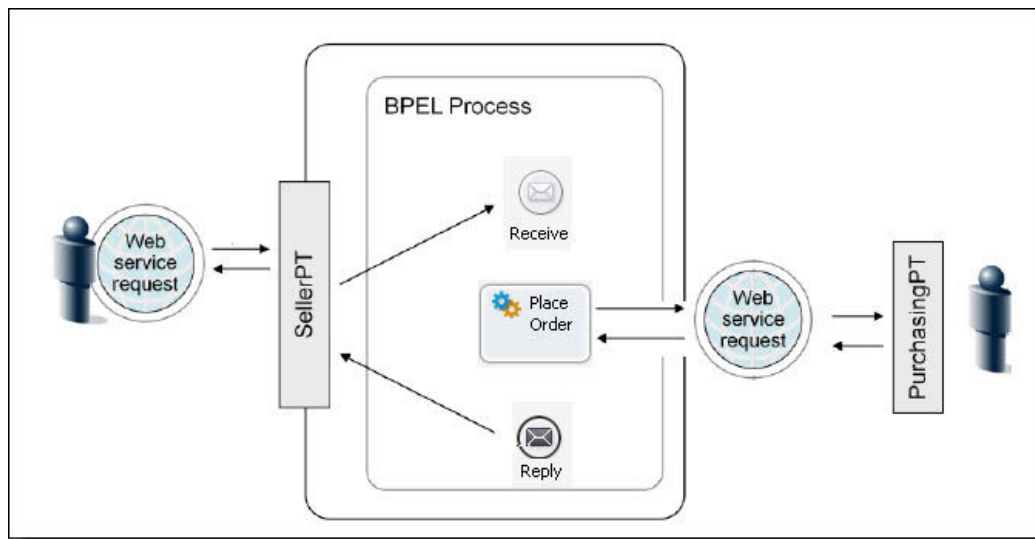 BPEL Process
Web
service
request
SellerPT
Receive
Place
Order
Web
service
request
PurchasingPT
Reply